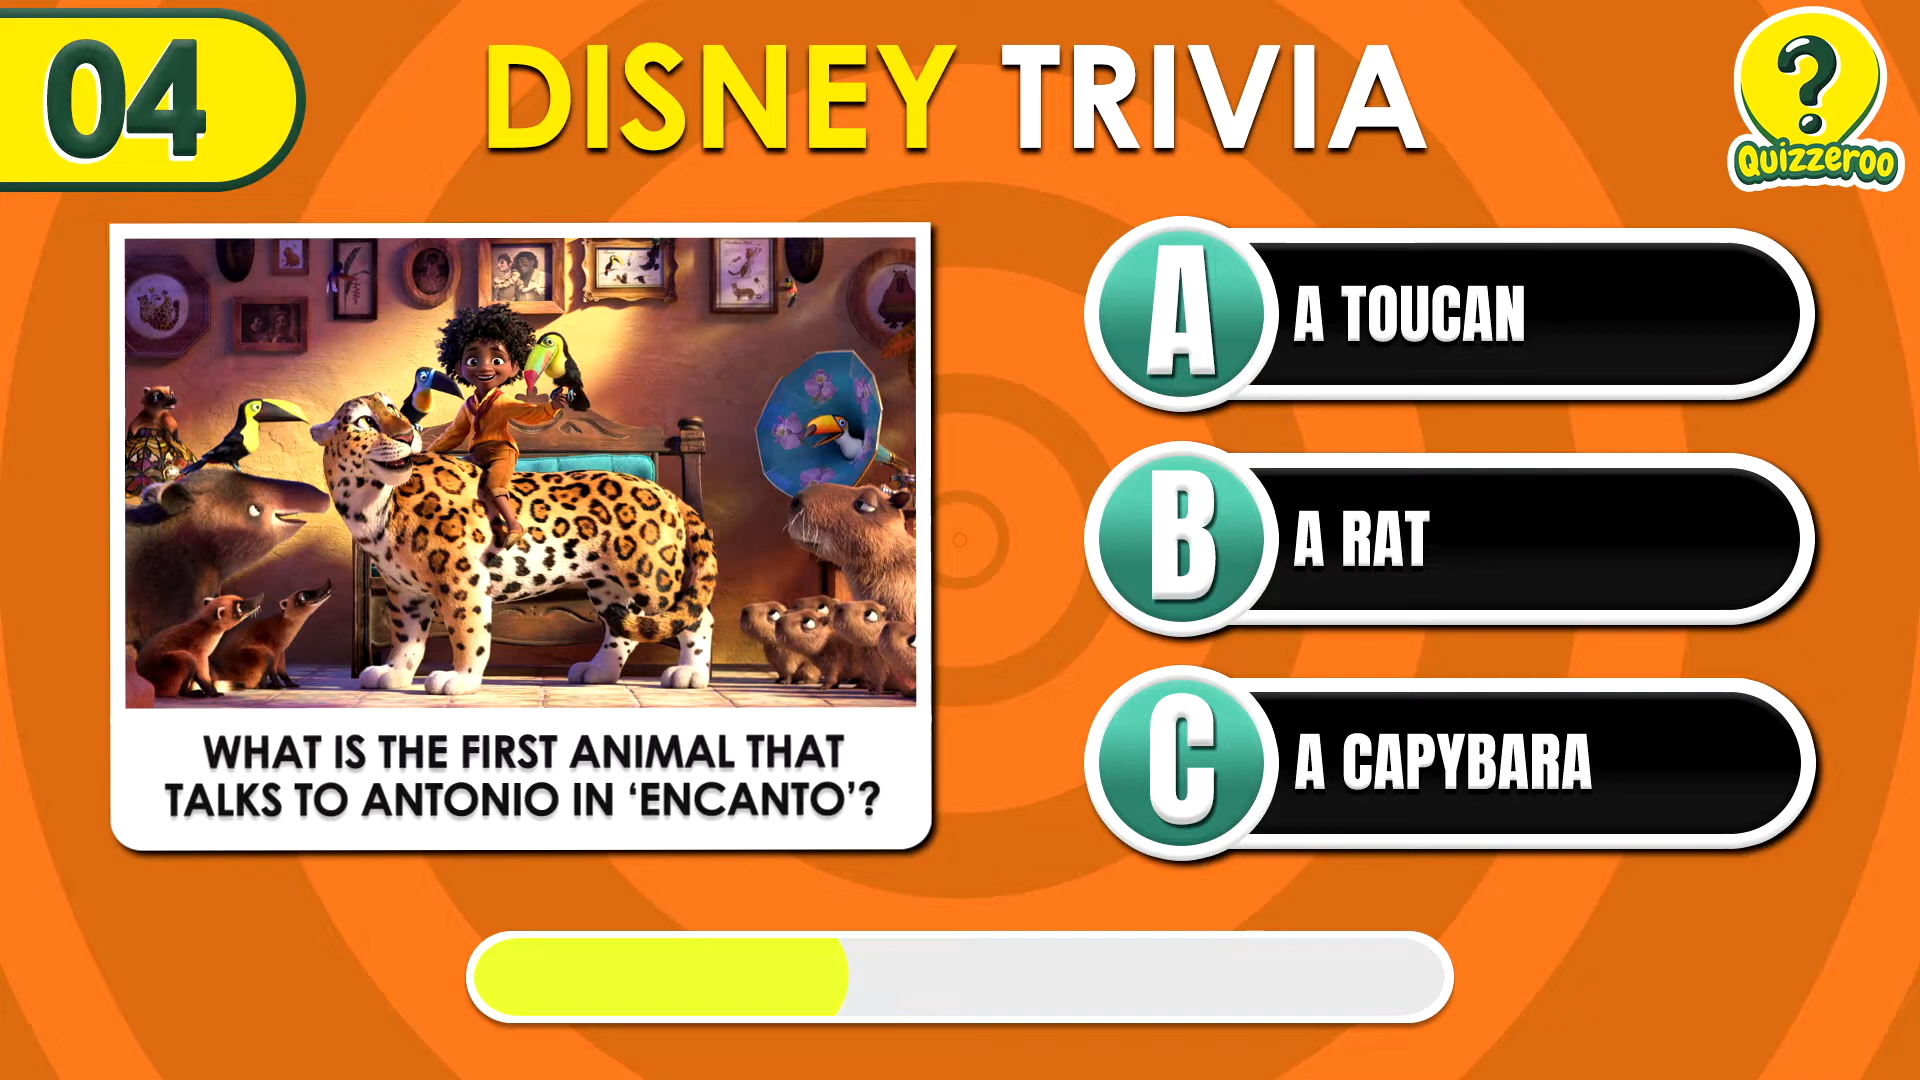 04
DISNEY TRIVIA
?
Quizzeroo
WHAT IS THE FIRST ANIMAL THAT
TALKS TO ANTONIO IN ‘ENCANTO’?
A
A TOUCAN
B
A RAT
C
A CAPYBARA